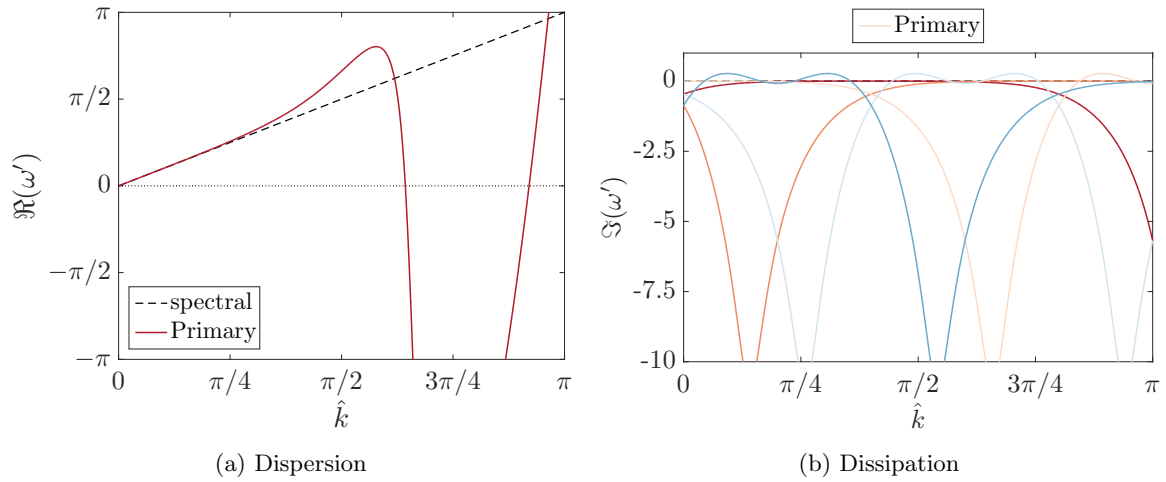 π
π/2
0
−π/2
−π
ℜ(ω′)
spectral
Primary
0
π/4
π/2
3π/4
π
k̂
(a) Dispersion
Primary
0
-2.5
-5
-7.5
-10
ℑ(ω′)
0
π/4
π/2
3π/4
π
k̂
(b) Dissipation